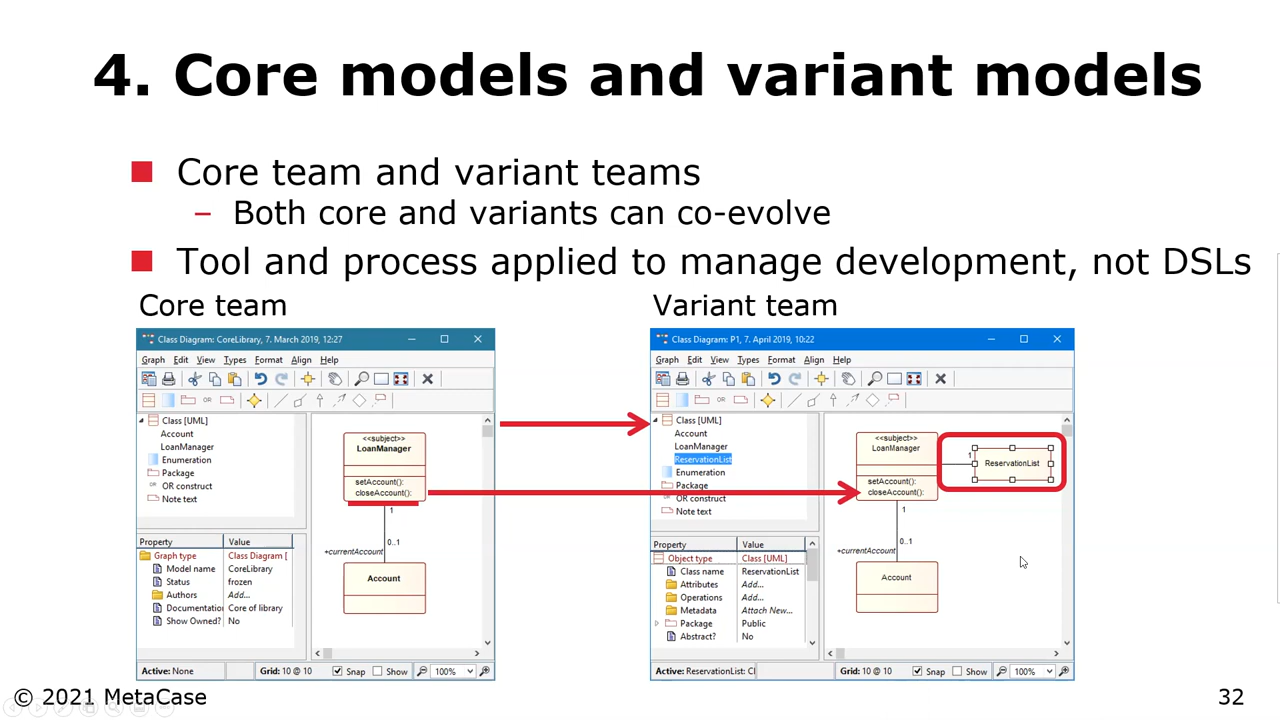 4. Core models and variant models
Core team and variant teams
– Both core and variants can co-evolve
Tool and process applied to manage development, not DSLs
Core team
Class Diagram: CoreLibrary, 7. March 2019, 12:27
Graph Edit View Types Format Align Help
OR
Class [UML]
Account
LoanManager
Enumeration
Package
OR construct
Note text
<<subject>>
LoanManager
setAccount():
closeAccount():
1
0..1
+currentAccount
Account
Property Value
Graph type Class Diagram [
Model name CoreLibrary
Status frozen
Authors Add...
Documentatio Core of library
Show Owned? No
Active: None Grid: 10 @ 10 Snap Show 100%
Variant team
Class Diagram: P1, 7. April 2019, 10:22
Graph Edit View Types Format Align Help
OR
Class [UML]
Account
LoanManager
ReservationList
Enumeration
Package
OR construct
Note text
<<subject>>
LoanManager
setAccount():
closeAccount():
1
ReservationList
1
0..1
+currentAccount
Account
Property Value
Object type Class [UML]
Class name ReservationList
Attributes Add...
Operations Add...
Metadata Attach New...
Package Public
Abstract? No
Active: ReservationList: Cl Grid: 10 @ 10 Snap Show 100%
© 2021 MetaCase
32